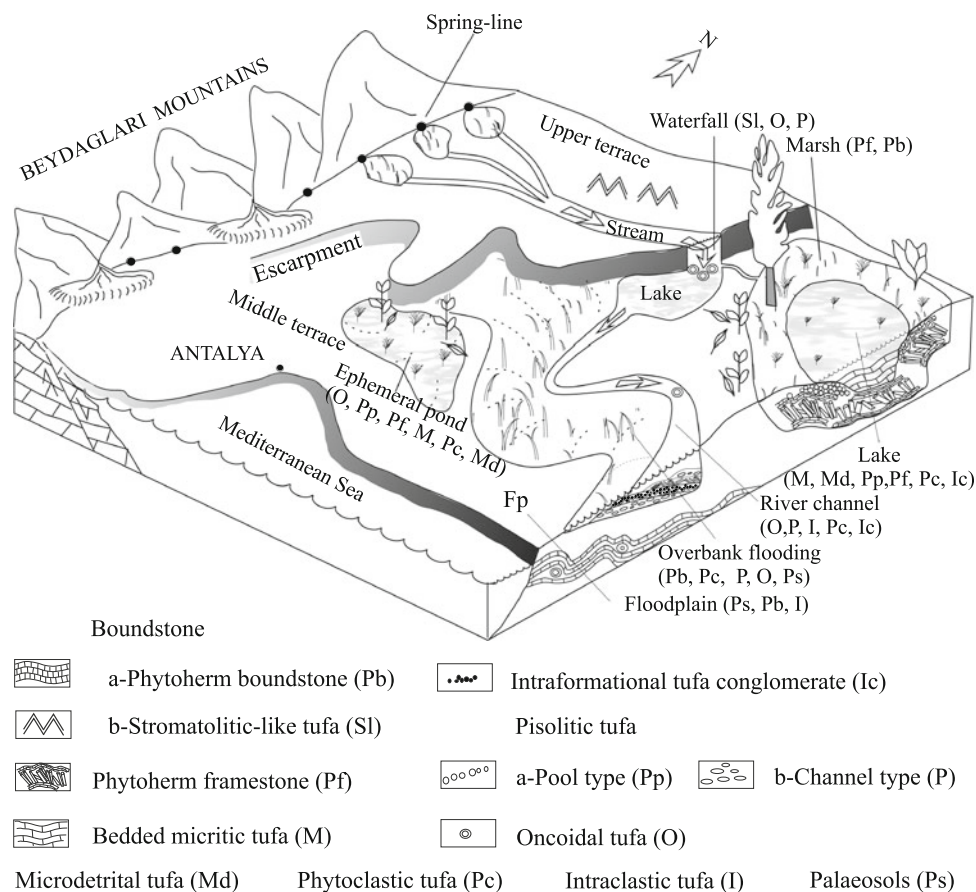 Spring-line
N
BEYDAGLARI MOUNTAINS
Upper terrace
Waterfall (Sl, O, P)
Marsh (Pf, Pb)
Stream
Escarpment
Lake
Middle terrace
ANTALYA
Ephemeral pond
(O, Pp, Pf, M, Pc, Md)
Mediterranean Sea
Lake
(M, Md, Pp,Pf, Pc, Ic)
Fp
River channel
(O,P, I, Pc, Ic)
Overbank flooding
(Pb, Pc, P, O, Ps)
Floodplain (Ps, Pb, I)
Boundstone
a-Phytoherm boundstone (Pb)
Intraformational tufa conglomerate (Ic)
b-Stromatolitic-like tufa (Sl)
Pisolitic tufa
Phytoherm framestone (Pf)
a-Pool type (Pp)
b-Channel type (P)
Bedded micritic tufa (M)
Oncoidal tufa (O)
Microdetrital tufa (Md)
Phytoclastic tufa (Pc)
Intraclastic tufa (I)
Palaeosols (Ps)